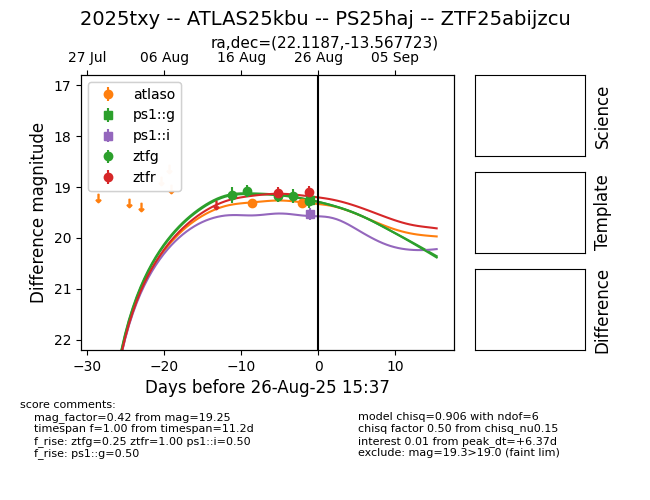 2025txy -- ATLAS25kbu -- PS25haj -- ZTF25abijzcu
ra,dec=(22.1187,-13.567723)
27 Jul 06 Aug 16 Aug 26 Aug 05 Sep
atlaso
ps1::g
ps1::i
ztfg
ztfr
17
18
19
20
21
22
Difference magnitude
−30 −20 −10 0 10
Days before 26-Aug-25 15:37
Science
Template
Difference
score comments:
mag_factor=0.42 from mag=19.25
timespan f=1.00 from timespan=11.2d
f_rise: ztfg=0.25 ztfr=1.00 ps1::i=0.50
f_rise: ps1::g=0.50
model chisq=0.906 with ndof=6
chisq factor 0.50 from chisq_nu0.15
interest 0.01 from peak_dt=+6.37d
exclude: mag=19.3>19.0 (faint lim)